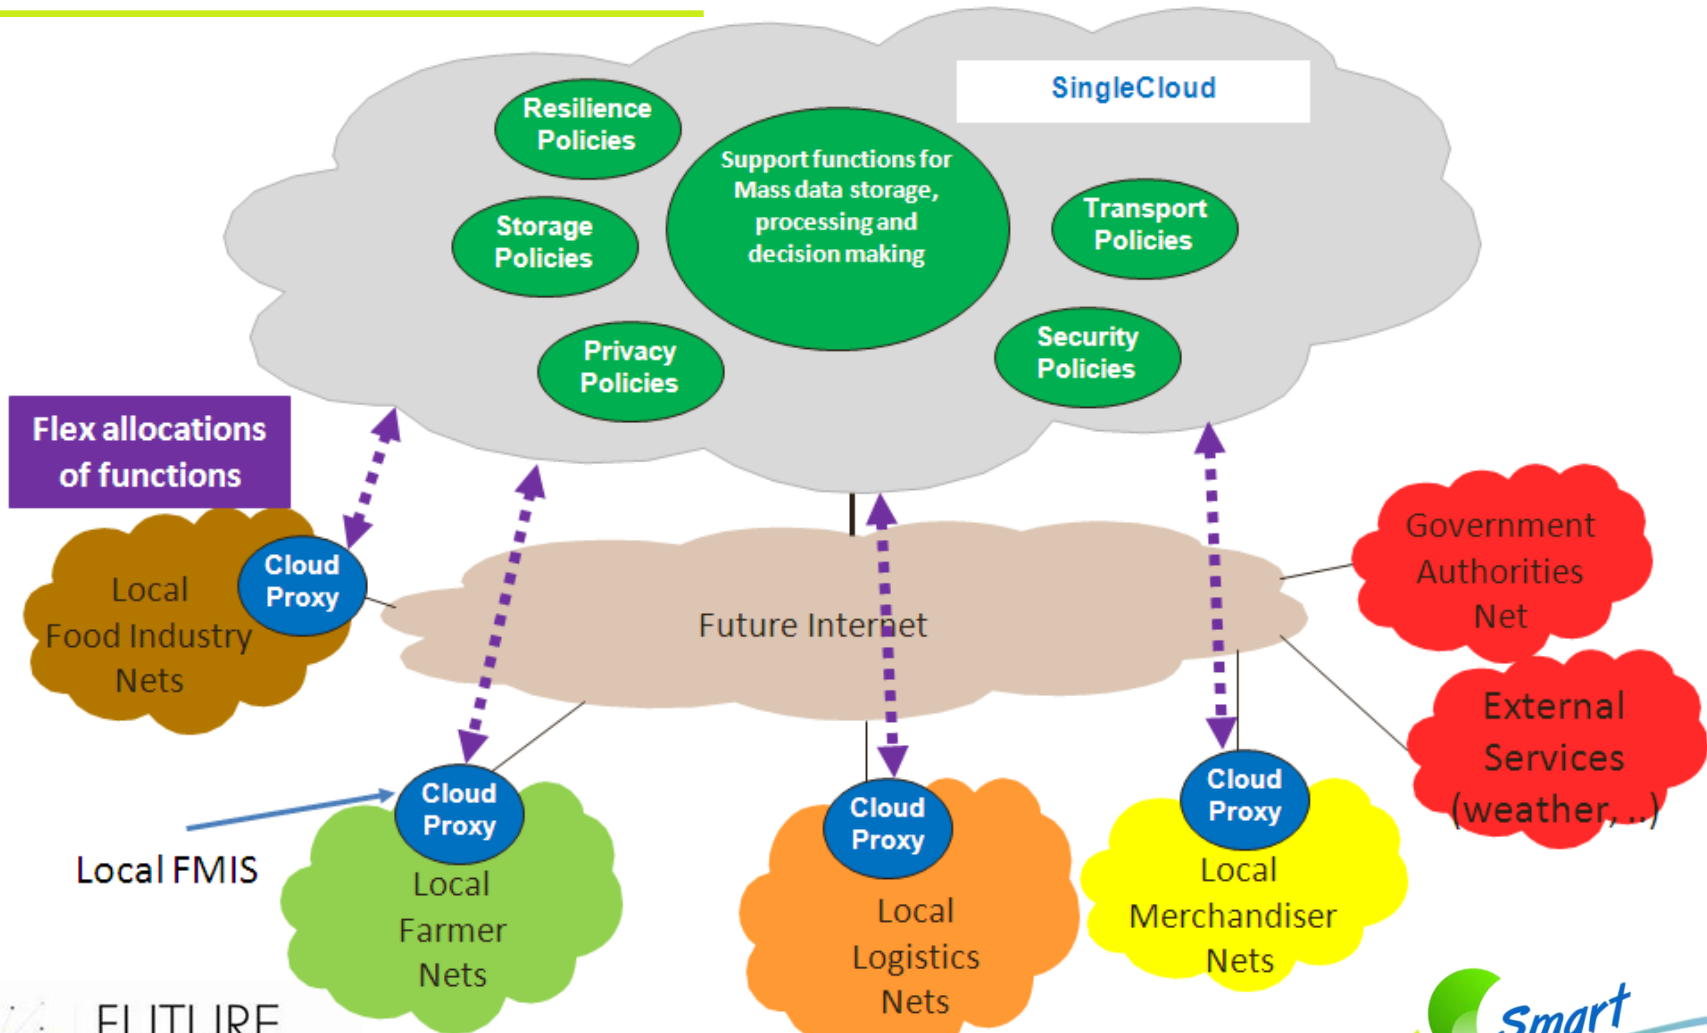 SingleCloud
Resilience
Policies
Support functions for
Mass data storage,
processing and
decision making
Storage
Policies
Transport
Policies
Privacy
Policies
Security
Policies
Flex allocations
of functions
Cloud
Proxy
Local
Food Industry
Nets
Future Internet
Government
Authorities
Net
External
Services
(weather, ..)
Local FMIS
Cloud
Proxy
Local
Farmer
Nets
Cloud
Proxy
Local
Logistics
Nets
Cloud
Proxy
Local
Merchandiser
Nets
FUTURE
Smart